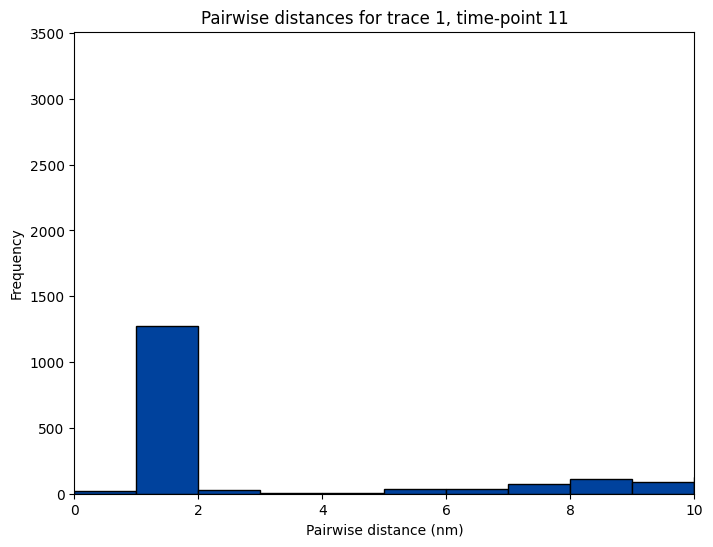 Pairwise distances for trace 1, time-point 11
3500
3000
2500
2000
1500
1000
500
0
Frequency
0 2 4 6 8 10
Pairwise distance (nm)